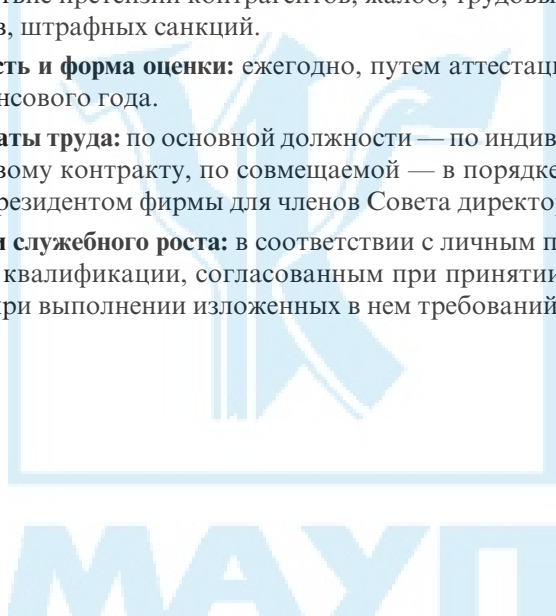 ствие претензий контрагентов, жалоб, трудовы
в, штрафных санкций.
сть и форма оценки: ежегодно, путем аттестац
нсового года.
аты труда: по основной должности — по индив
вому контракту, по совмещаемой — в порядке
резидентом фирмы для членов Совета директо
и служебного роста: в соответствии с личным п
квалификации, согласованным при приняти
ри выполнении изложенных в нем требований
МАУП